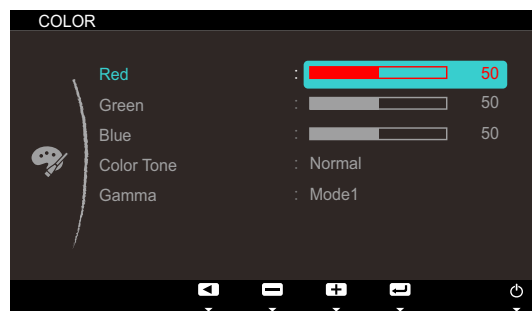 COLOR
Red : 50
Green : 50
Blue : 50
Color Tone : Normal
Gamma : Mode1